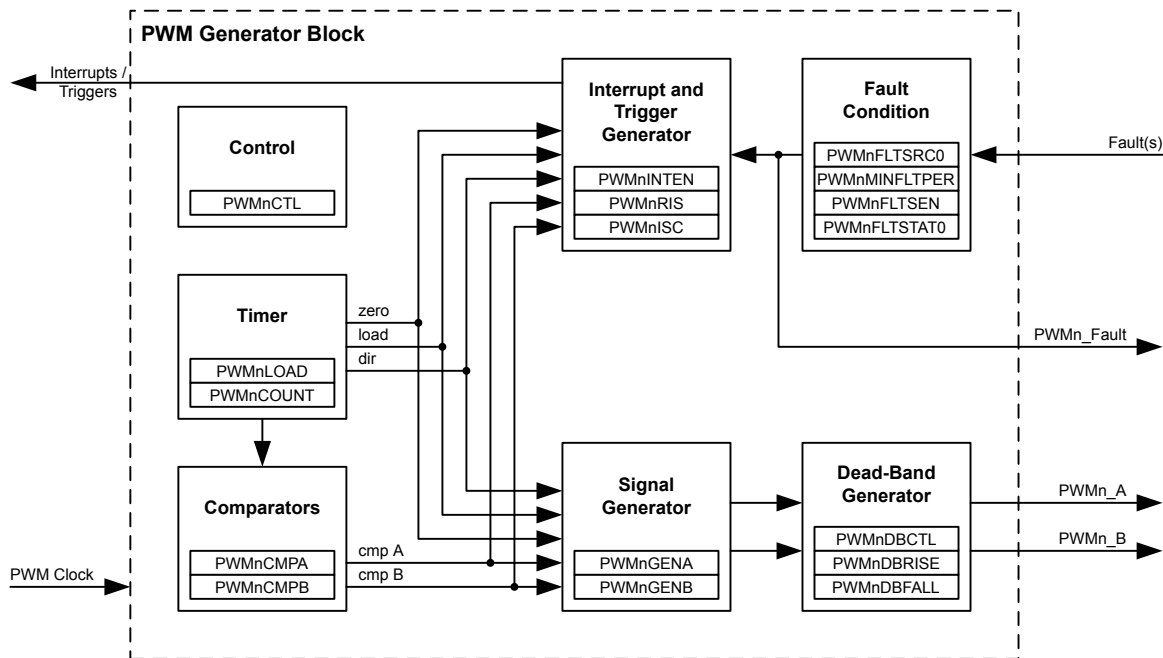 PWM Generator Block
Interrupts /
Triggers
Control
PWMnCTL
Interrupt and
Trigger
Generator
PWMnINTEN
PWMnRIS
PWMnISC
Fault
Condition
PWMnFLTSRC0
PWMnMINFLTPER
PWMnFLTSEN
PWMnFLTSTAT0
Fault(s)
Timer
PWMnLOAD
PWMnCOUNT
zero
load
dir
PWMn_Fault
Comparators
PWMnCMPA
PWMnCMPB
cmp A
cmp B
PWM Clock
Signal
Generator
PWMnGENA
PWMnGENB
Dead-Band
Generator
PWMnDBCTL
PWMnDBRISE
PWMnDBFALL
PWMn_A
PWMn_B